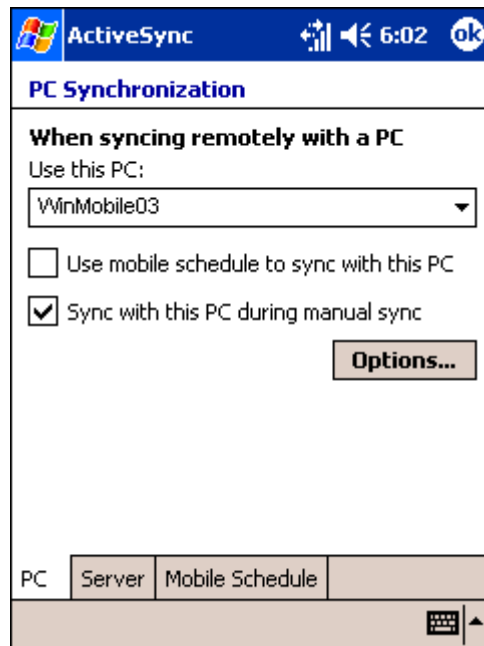 ActiveSync 6:02 ok
PC Synchronization
When syncing remotely with a PC
Use this PC:
WinMobile03
Use mobile schedule to sync with this PC
Sync with this PC during manual sync
Options...
PC Server Mobile Schedule